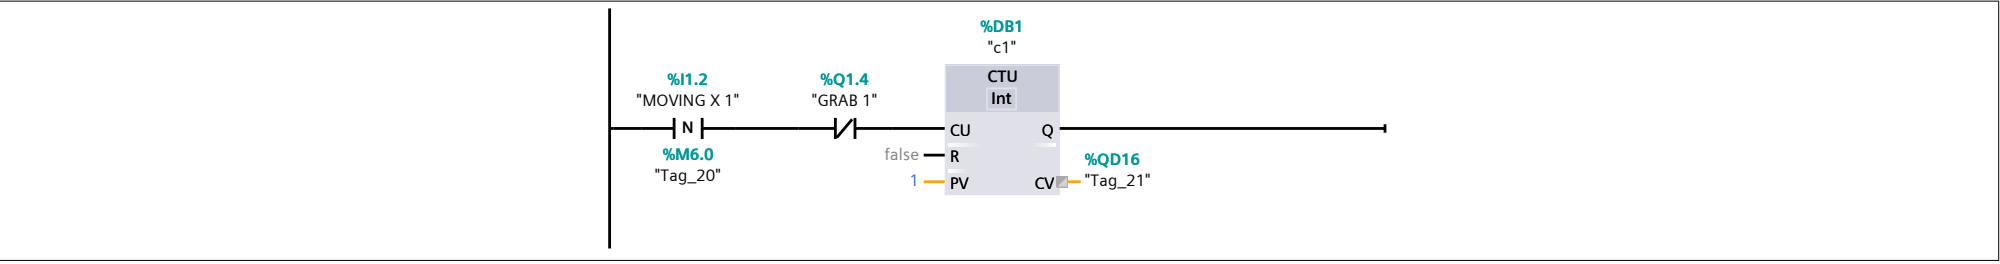 %DB1
"c1"
%I1.2
"MOVING X 1"
N
%M6.0
"Tag_20"
%Q1.4
"GRAB 1"
CTU
Int
CU
Q
false
R
1
PV
CV
%QD16
"Tag_21"